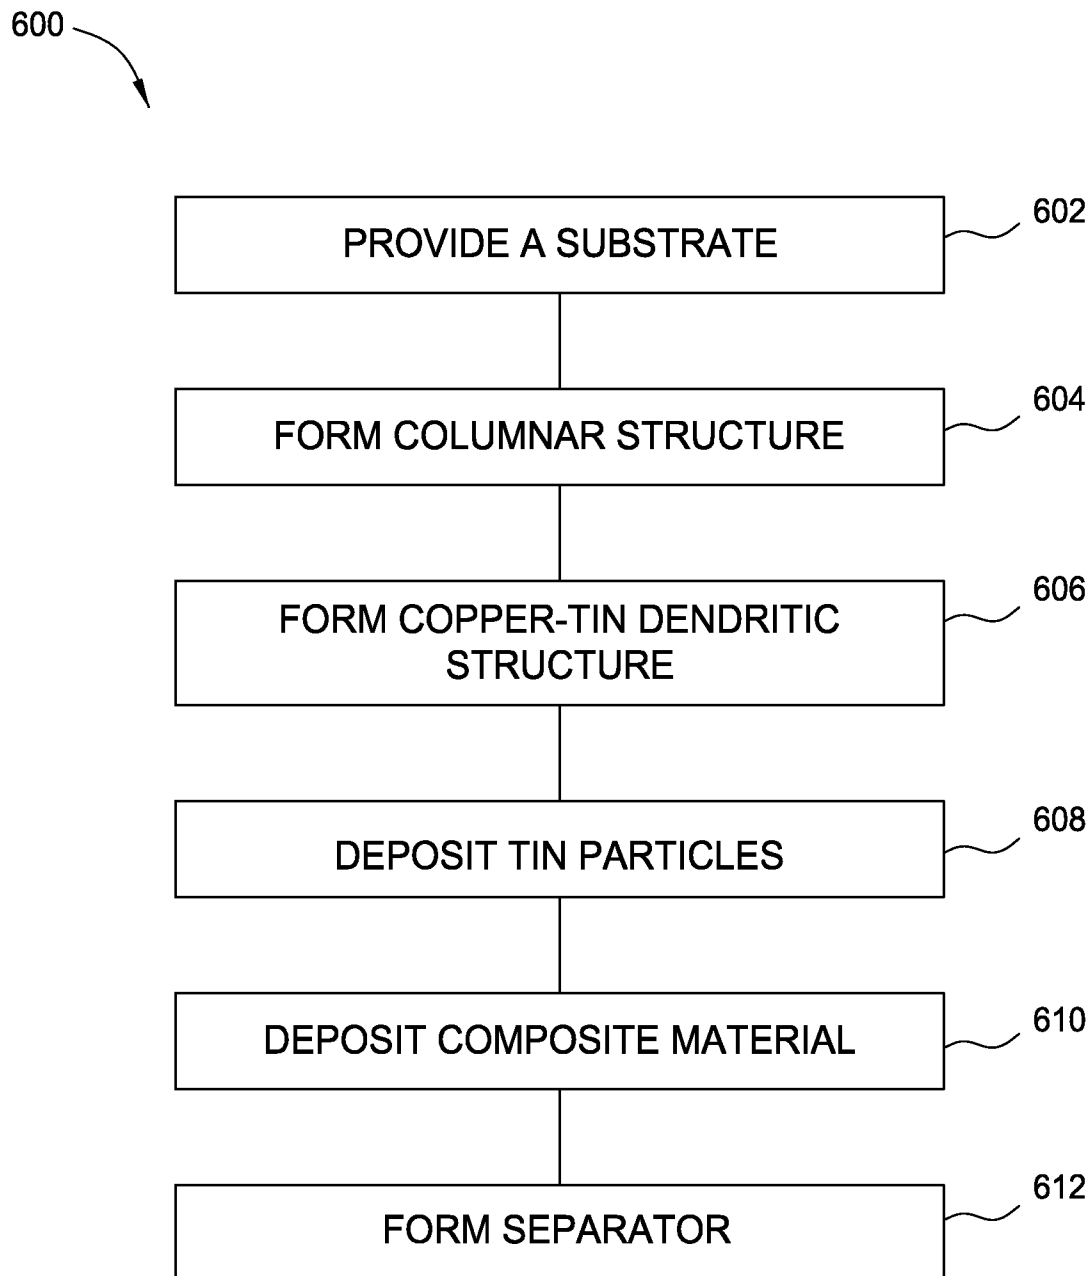 600
602
PROVIDE A SUBSTRATE
604
FORM COLUMNAR STRUCTURE
606
FORM COPPER-TIN DENDRITIC
STRUCTURE
608
DEPOSIT TIN PARTICLES
610
DEPOSIT COMPOSITE MATERIAL
612
FORM SEPARATOR